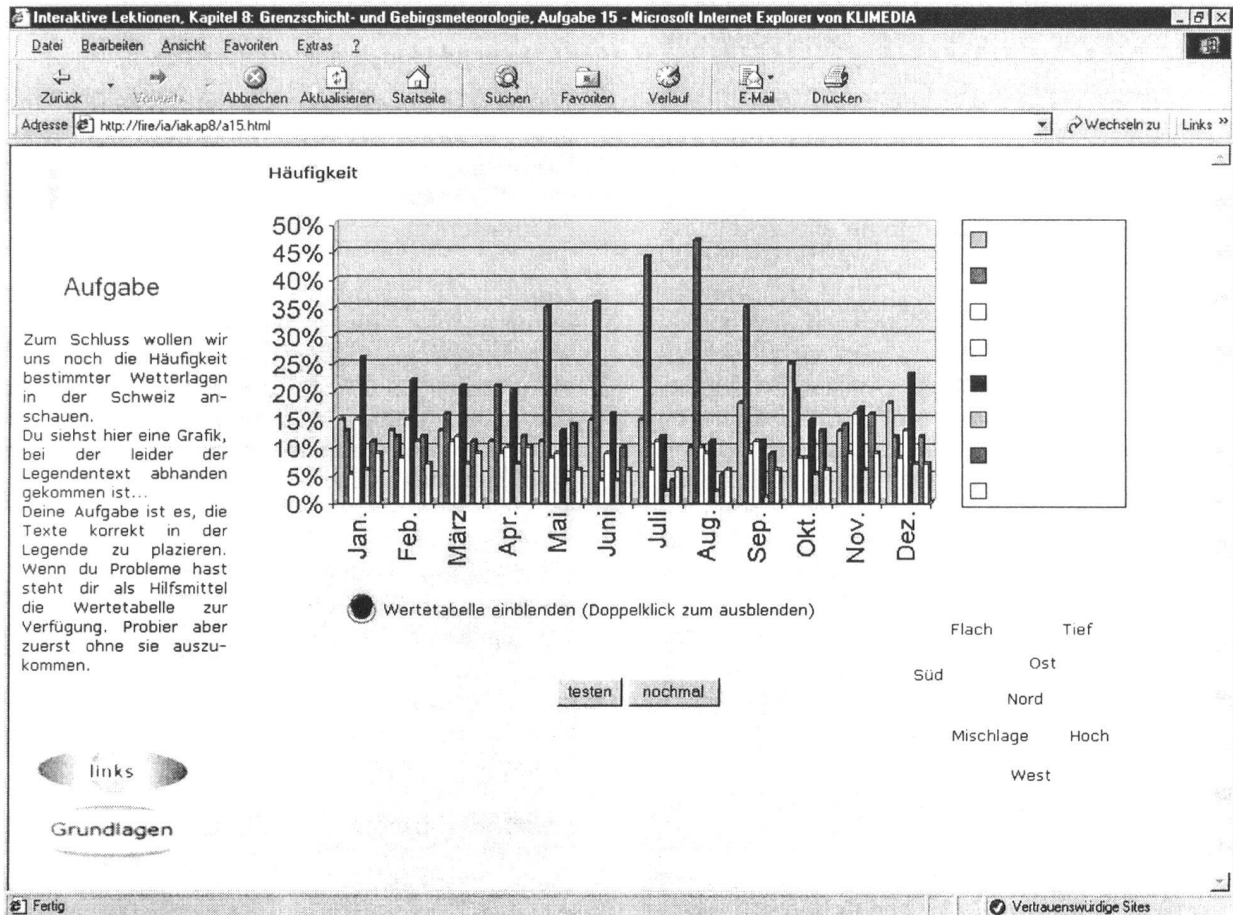 Interaktive Lektionen, Kapitel 8: Grenzschicht- und Gebirgsmeteorologie, Aufgabe 15 - Microsoft Internet Explorer von KLIMEDIA
Datei Bearbeiten Ansicht Favoriten Extras ?
Zurück Vorwärts Abbrechen Aktualisieren Startseite Suchen Favoriten Verlauf E-Mail Drucken
Adresse http://fire/ia/iakap8/a15.html Wechseln zu Links »
Häufigkeit
50%
45%
40%
35%
30%
25%
20%
15%
10%
5%
0%
Jan. Feb. März Apr. Mai Juni Juli Aug. Sep. Okt. Nov. Dez.
Aufgabe
Zum Schluss wollen wir
uns noch die Häufigkeit
bestimmter Wetterlagen
in der Schweiz an-
schauen.
Du siehst hier eine Grafik,
bei der leider der
Legendentext abhanden
gekommen ist...
Deine Aufgabe ist es, die
Texte korrekt in der
Legende zu plazieren.
Wenn du Probleme hast
steht dir als Hilfsmittel
die Wertetabelle zur
Verfügung. Probier aber
zuerst ohne sie auszu-
kommen.
Wertetabelle einblenden (Doppelklick zum ausblenden)
testen nochmal
Flach Tief
Süd Ost
Nord
Mischlage Hoch
West
links
Grundlagen
Fertig Vertrauenswürdige Sites